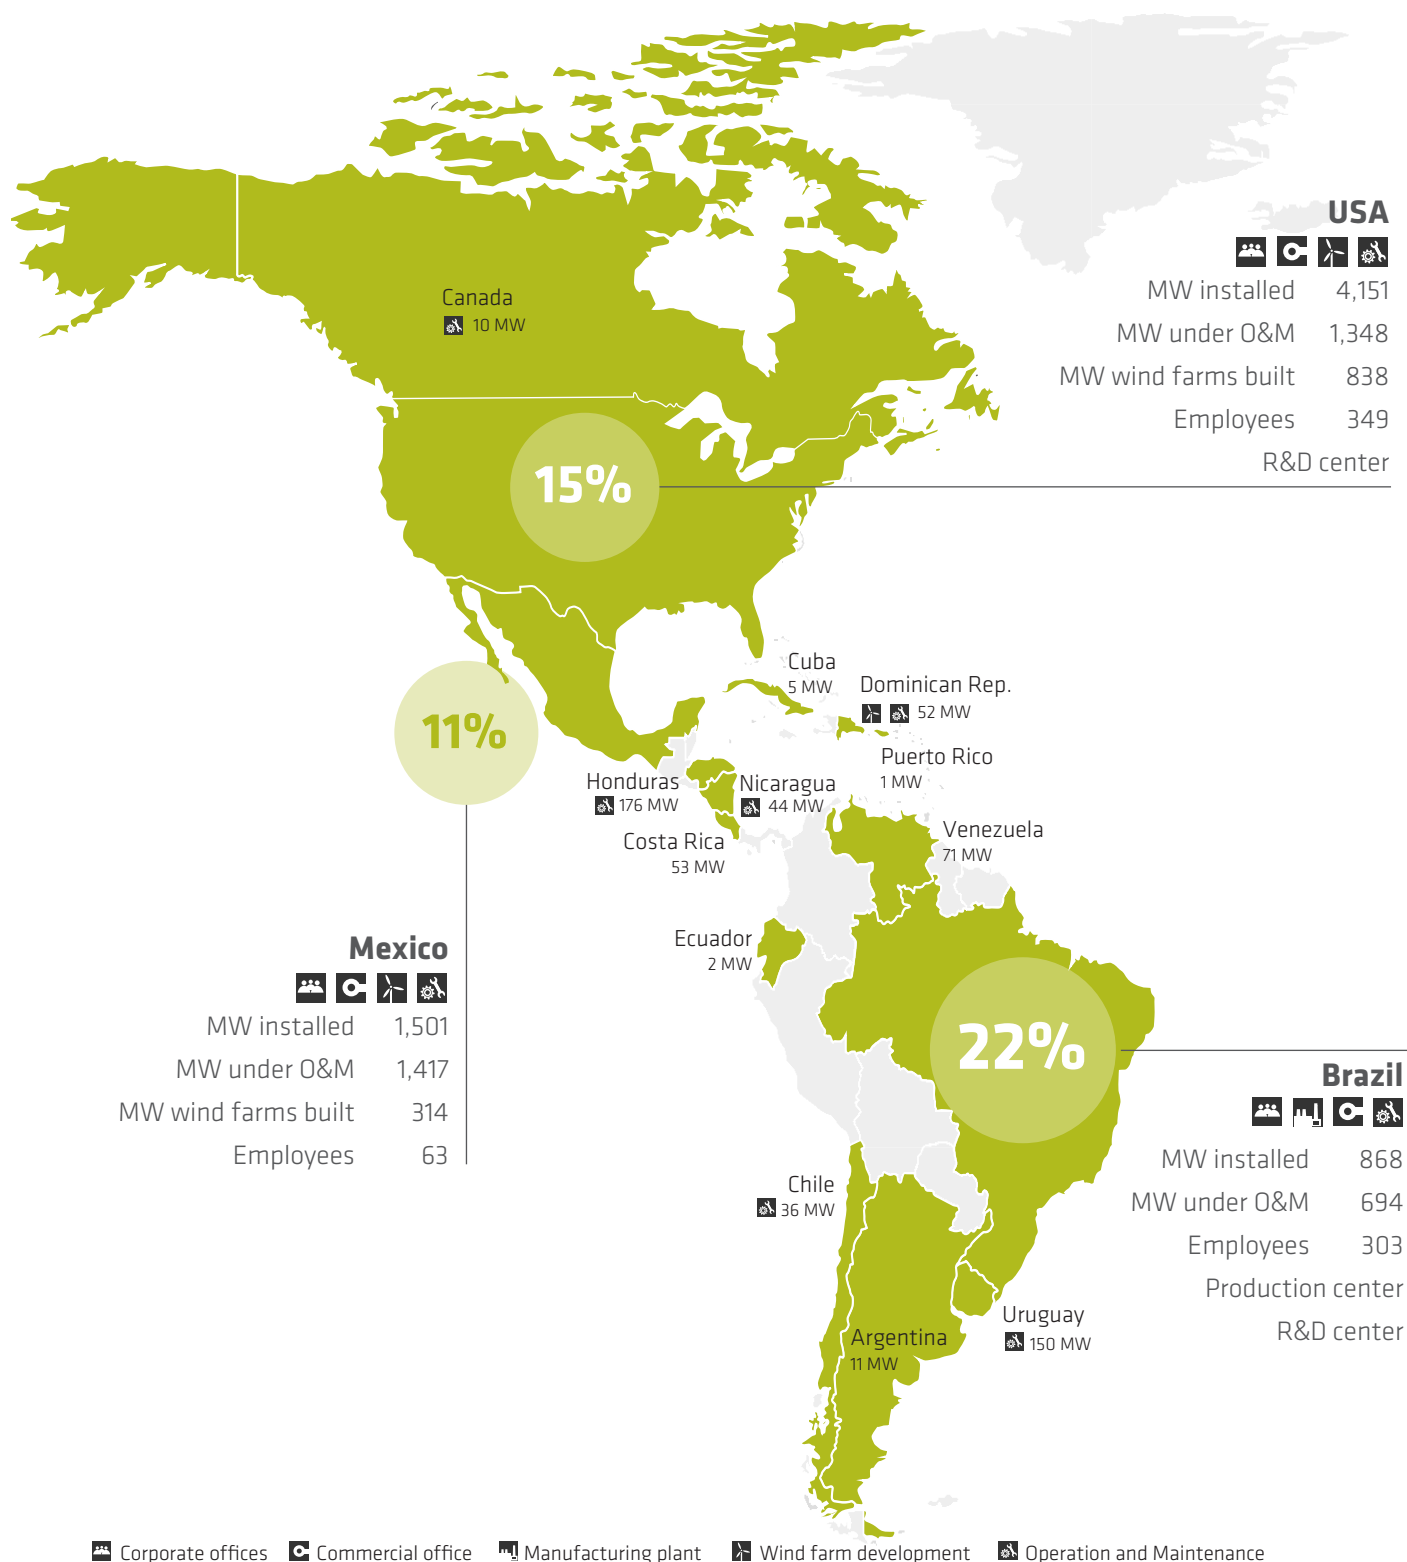 USA
MW installed 4,151
MW under O&M 1,348
MW wind farms built 838
Employees 349
R&D center
Canada
10 MW
15%
Cuba
5 MW
Dominican Rep.
52 MW
11%
Puerto Rico
1 MW
Honduras
176 MW
Nicaragua
44 MW
Costa Rica
53 MW
Venezuela
71 MW
Ecuador
2 MW
Mexico
MW installed 1,501
MW under O&M 1,417
MW wind farms built 314
Employees 63
22%
Brazil
MW installed 868
MW under O&M 694
Employees 303
Production center
R&D center
Chile
36 MW
Uruguay
150 MW
Argentina
11 MW
Corporate offices Commercial office Manufacturing plant Wind farm development Operation and Maintenance